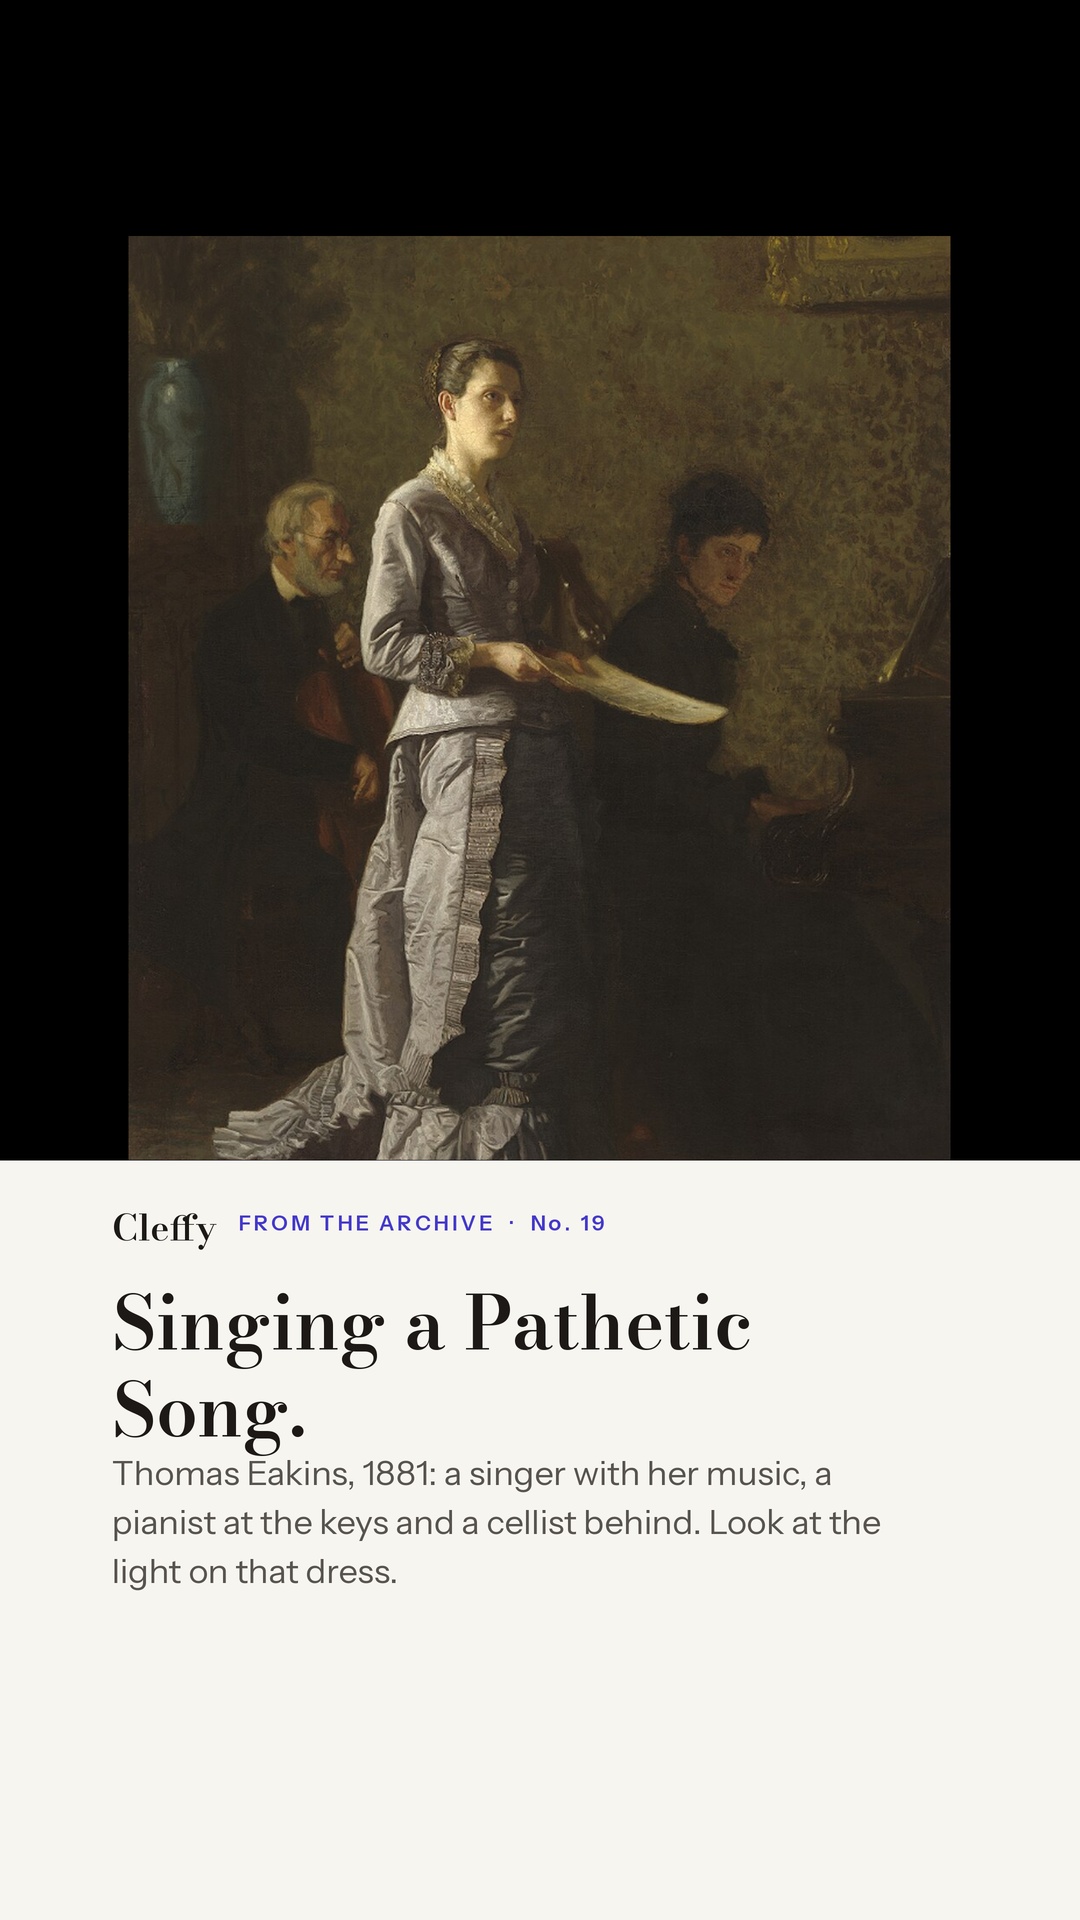 Cleffy FROM THE ARCHIVE · No. 19
Singing a Pathetic
Song.
Thomas Eakins, 1881: a singer with her music, a
pianist at the keys and a cellist behind. Look at the
light on that dress.